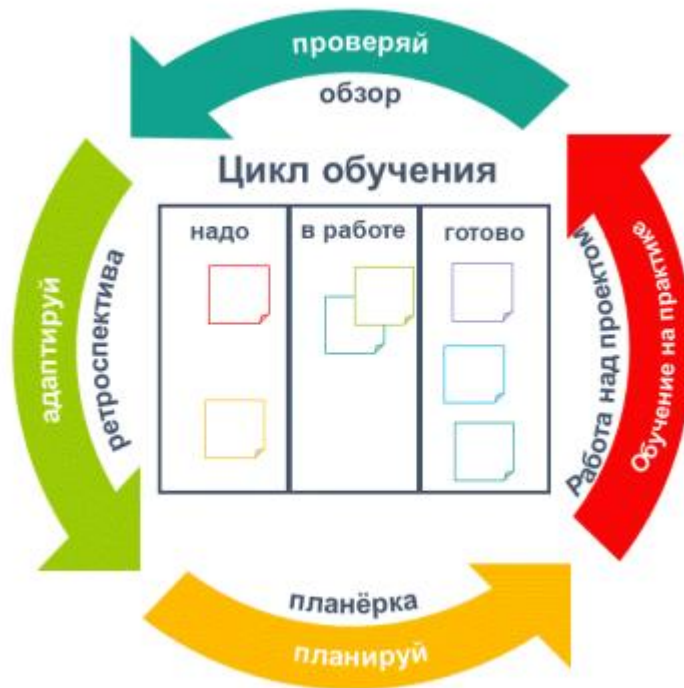 проверяй
обзор
Цикл обучения
надо
в работе
готово
адаптируй
Ретроспектива
Работа над проектом
Обучение на практике
планёрка
планируй